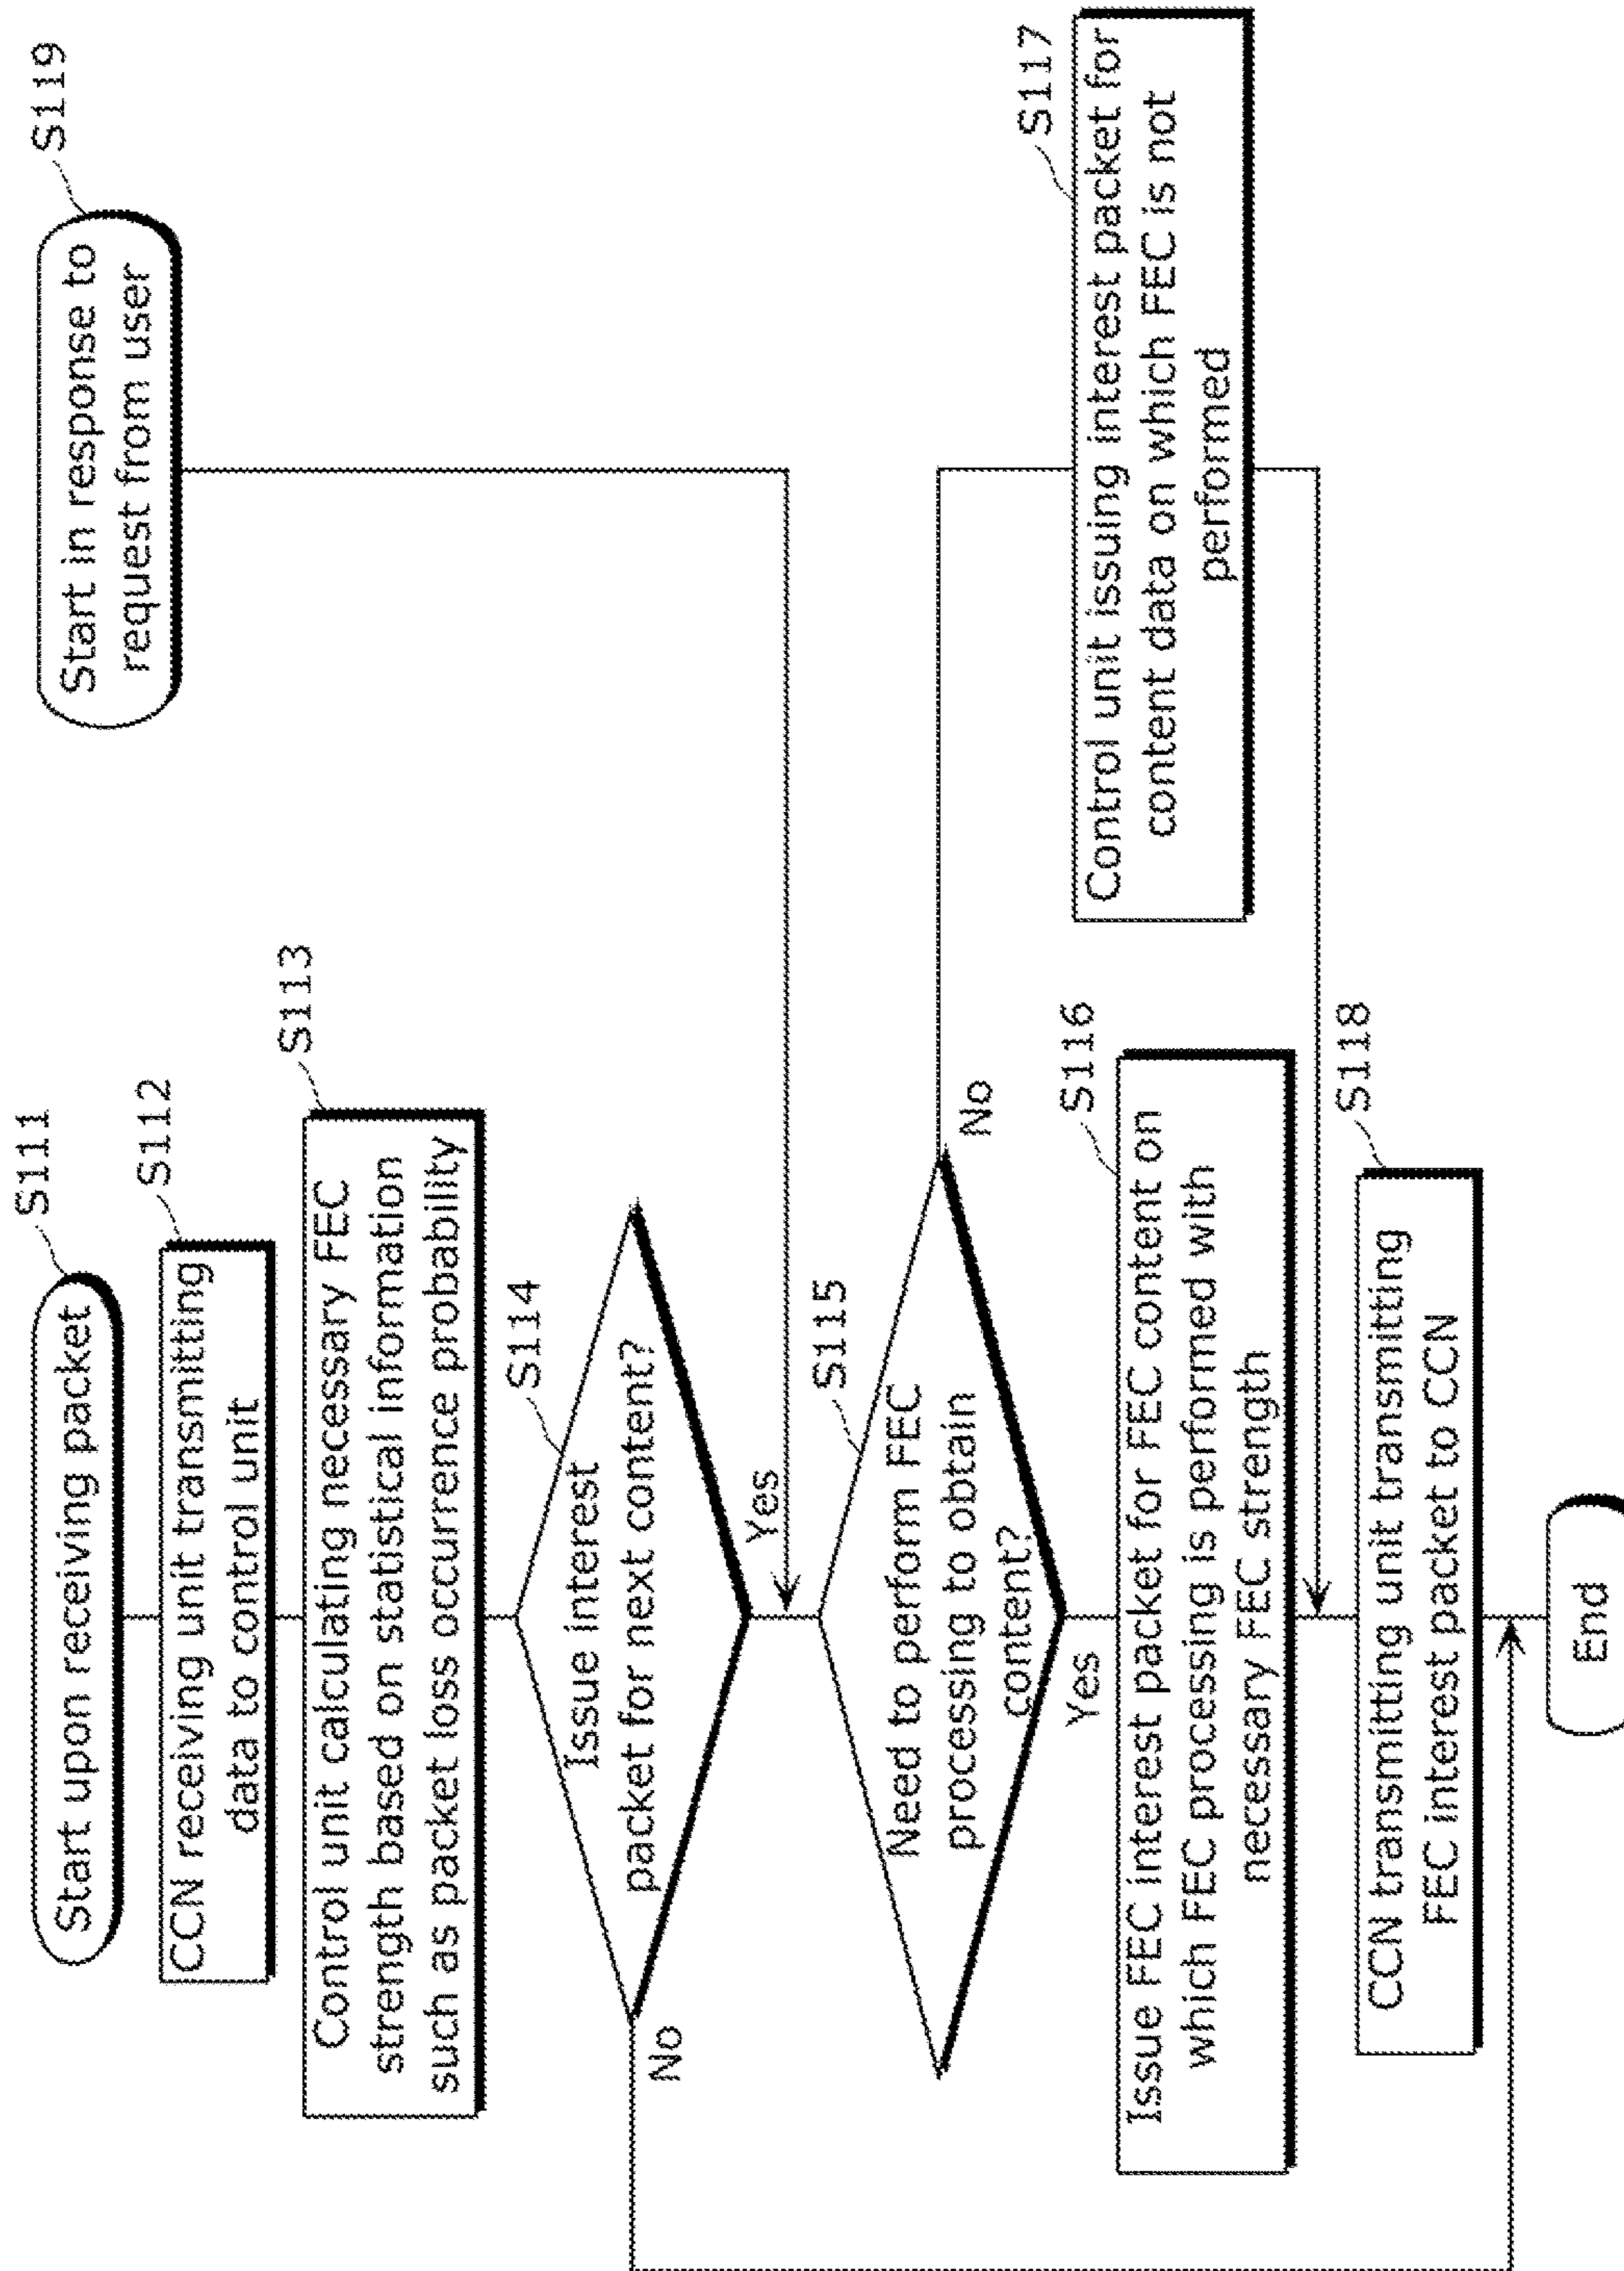 S111
Start upon receiving packet
S112
CCN receiving unit transmitting
data to control unit
S113
Control unit calculating necessary FEC
strength based on statistical information
such as packet loss occurrence probability
S114
Issue interest
packet for next content?
No
Yes
S119
Start in response to
request from user
S115
Need to perform FEC
processing to obtain
content?
No
Yes
S116
Issue FEC interest packet for FEC content on
which FEC processing is performed with
necessary FEC strength
S117
Control unit issuing interest packet for
content data on which FEC is not
performed
S118
CCN transmitting unit transmitting
FEC interest packet to CCN
End